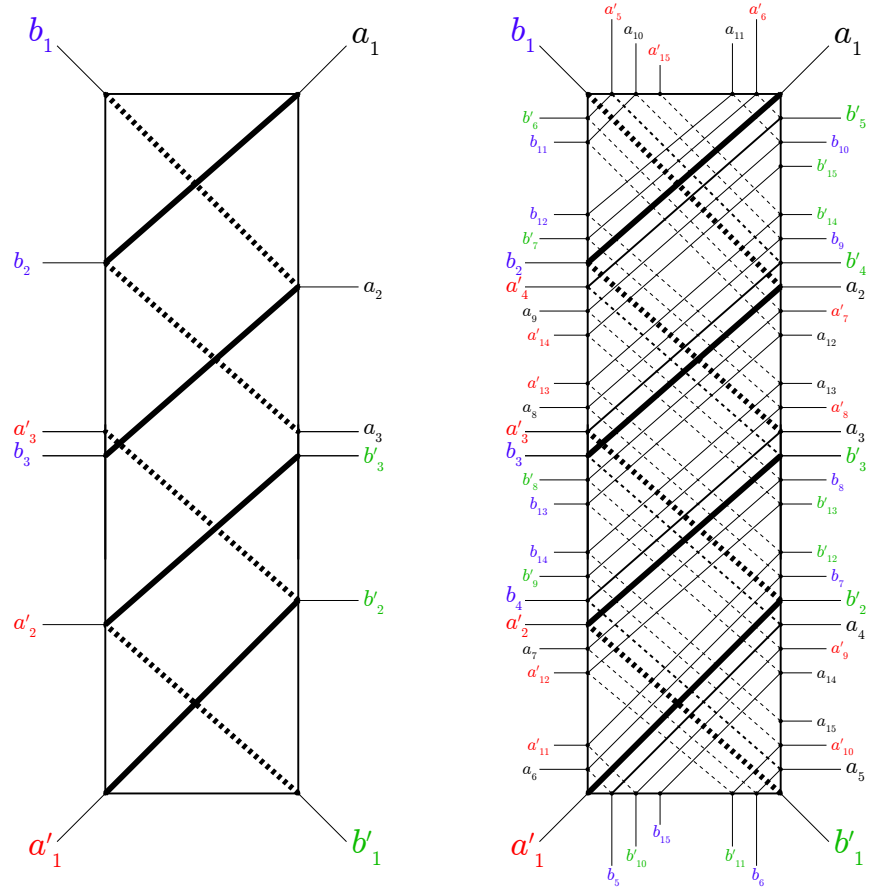 b₁ a₁
b₂ a₂
a′₃ a₃
b₃ b′₃
b′₂
a′₂
a′₁ b′₁
a′₅ a′₆
a₁₀ a₁₁
a′₁₅
b₁ a₁
b′₆ b′₅
b₁₁ b₁₀
b′₁₅
b₁₂ b′₁₄
b′₇ b₉
b₂ b′₄
a′₄ a₂
a₉ a′₇
a′₁₄ a₁₂
a′₁₃ a₁₃
a₈ a′₈
a′₃ a₃
b₃ b′₃
b′₈ b₈
b₁₃ b′₁₃
b₁₄ b′₁₂
b′₉ b₇
b₄ b′₂
a′₂ a₄
a₇ a′₉
a′₁₂ a₁₄
a₁₅
a′₁₁ a′₁₀
a₆ a₅
a′₁ b′₁
b₁₅
b′₁₀ b′₁₁
b₅ b₆